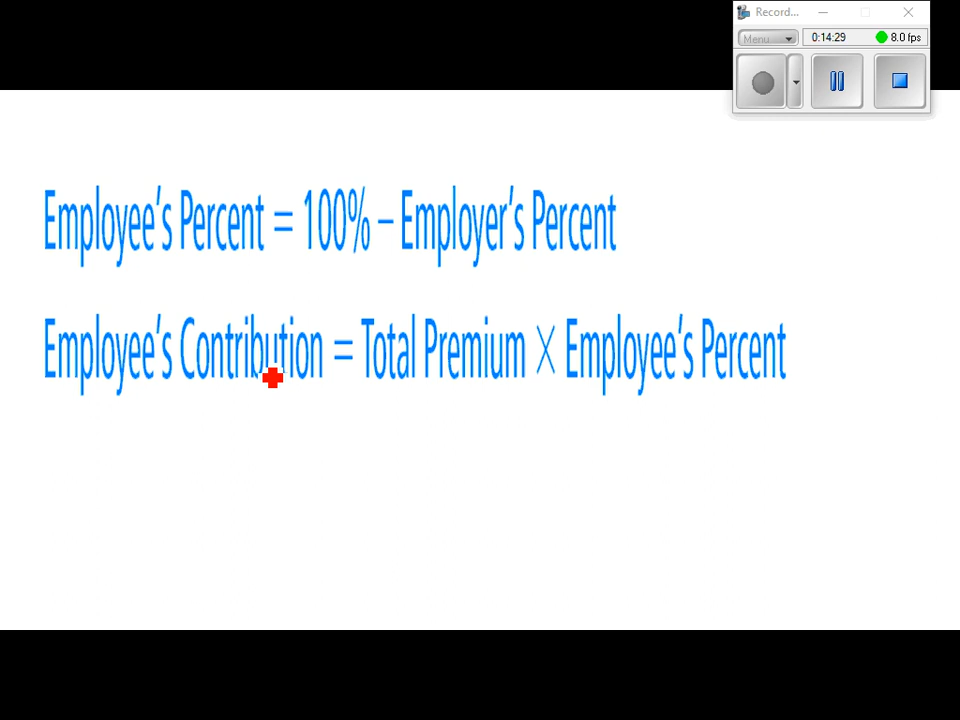 Record...
Menu
0:14:29
8.0 fps
Employee's Percent = 100% – Employer's Percent
Employee's Contribution = Total Premium × Employee's Percent